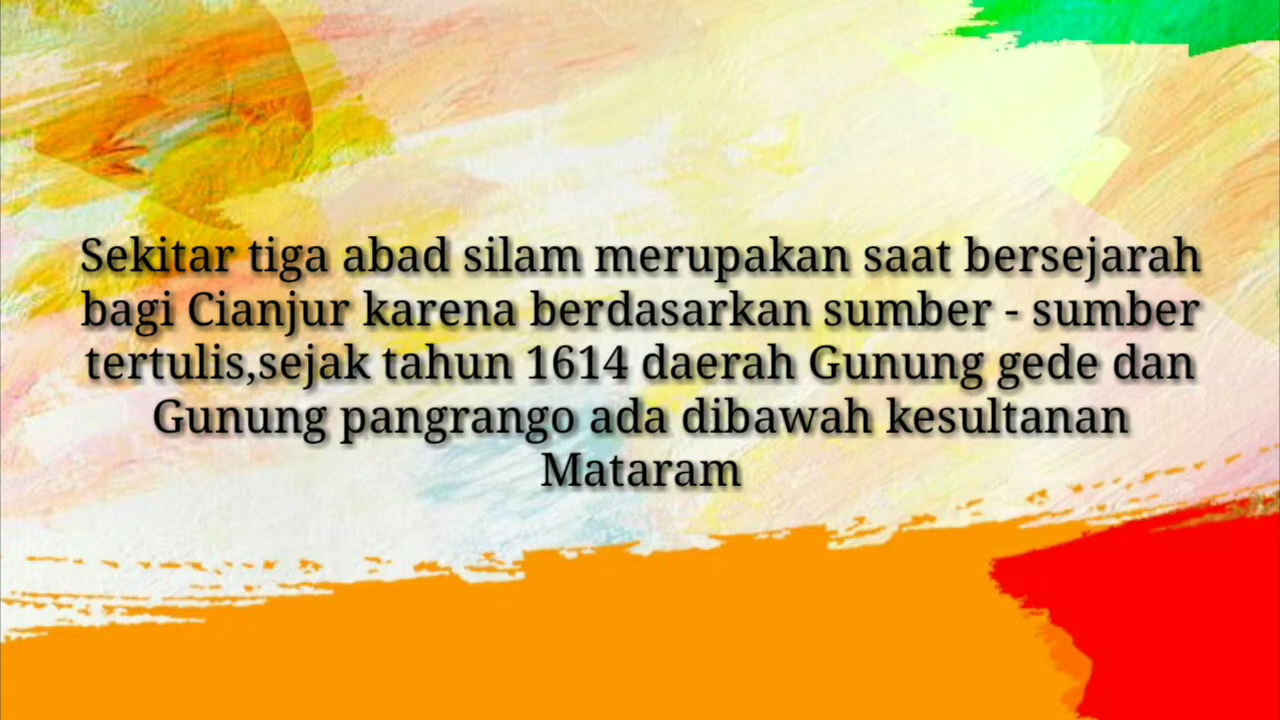 Sekitar tiga abad silam merupakan saat bersejarah
bagi Cianjur karena berdasarkan sumber - sumber
tertulis,sejak tahun 1614 daerah Gunung gede dan
Gunung pangrango ada dibawah kesultanan
Mataram